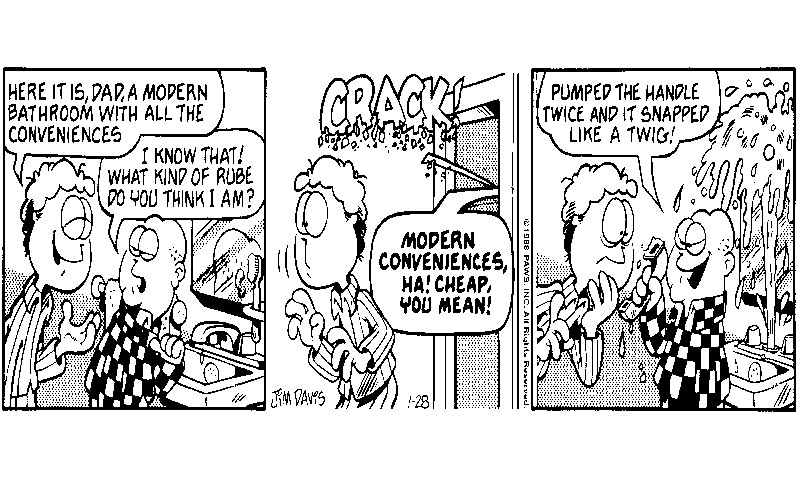 HERE IT IS, DAD, A MODERN
BATHROOM WITH ALL THE
CONVENIENCES
I KNOW THAT!
WHAT KIND OF RUBE
DO YOU THINK I AM?
CRACK!
MODERN
CONVENIENCES,
HA! CHEAP,
YOU MEAN!
JIM DAVIS
1-28
© 1986 PAWS, INC. All Rights Reserved
PUMPED THE HANDLE
TWICE AND IT SNAPPED
LIKE A TWIG!